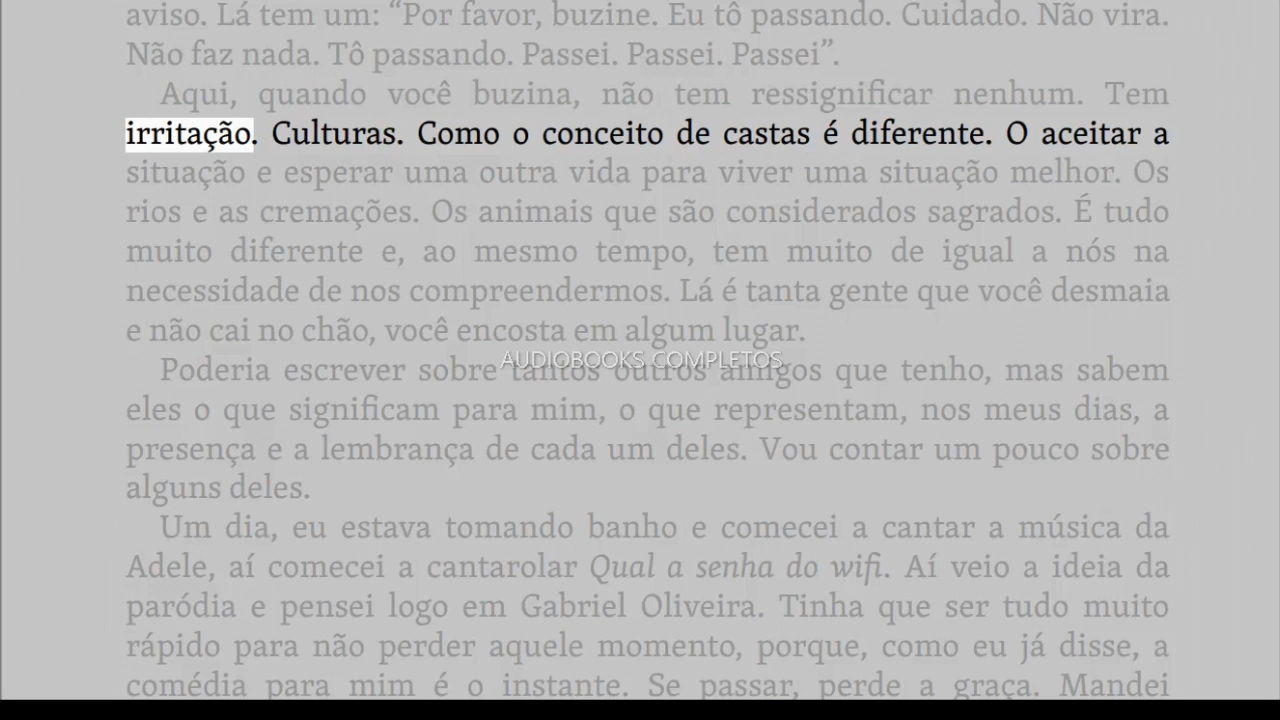 aviso. Lá tem um: “Por favor, buzine. Eu tô passando. Cuidado. Não vira.
Não faz nada. Tô passando. Passei. Passei. Passei”.
Aqui, quando você buzina, não tem ressignificar nenhum. Tem
irritação. Culturas. Como o conceito de castas é diferente. O aceitar a
situação e esperar uma outra vida para viver uma situação melhor. Os
rios e as cremações. Os animais que são considerados sagrados. É tudo
muito diferente e, ao mesmo tempo, tem muito de igual a nós na
necessidade de nos compreendermos. Lá é tanta gente que você desmaia
e não cai no chão, você encosta em algum lugar.
AUDIOBOOKS COMPLETOS
Poderia escrever sobre tantos outros amigos que tenho, mas sabem
eles o que significam para mim, o que representam, nos meus dias, a
presença e a lembrança de cada um deles. Vou contar um pouco sobre
alguns deles.
Um dia, eu estava tomando banho e comecei a cantar a música da
Adele, aí comecei a cantarolar Qual a senha do wifi. Aí veio a ideia da
paródia e pensei logo em Gabriel Oliveira. Tinha que ser tudo muito
rápido para não perder aquele momento, porque, como eu já disse, a
comédia para mim é o instante. Se passar, perde a graça. Mandei